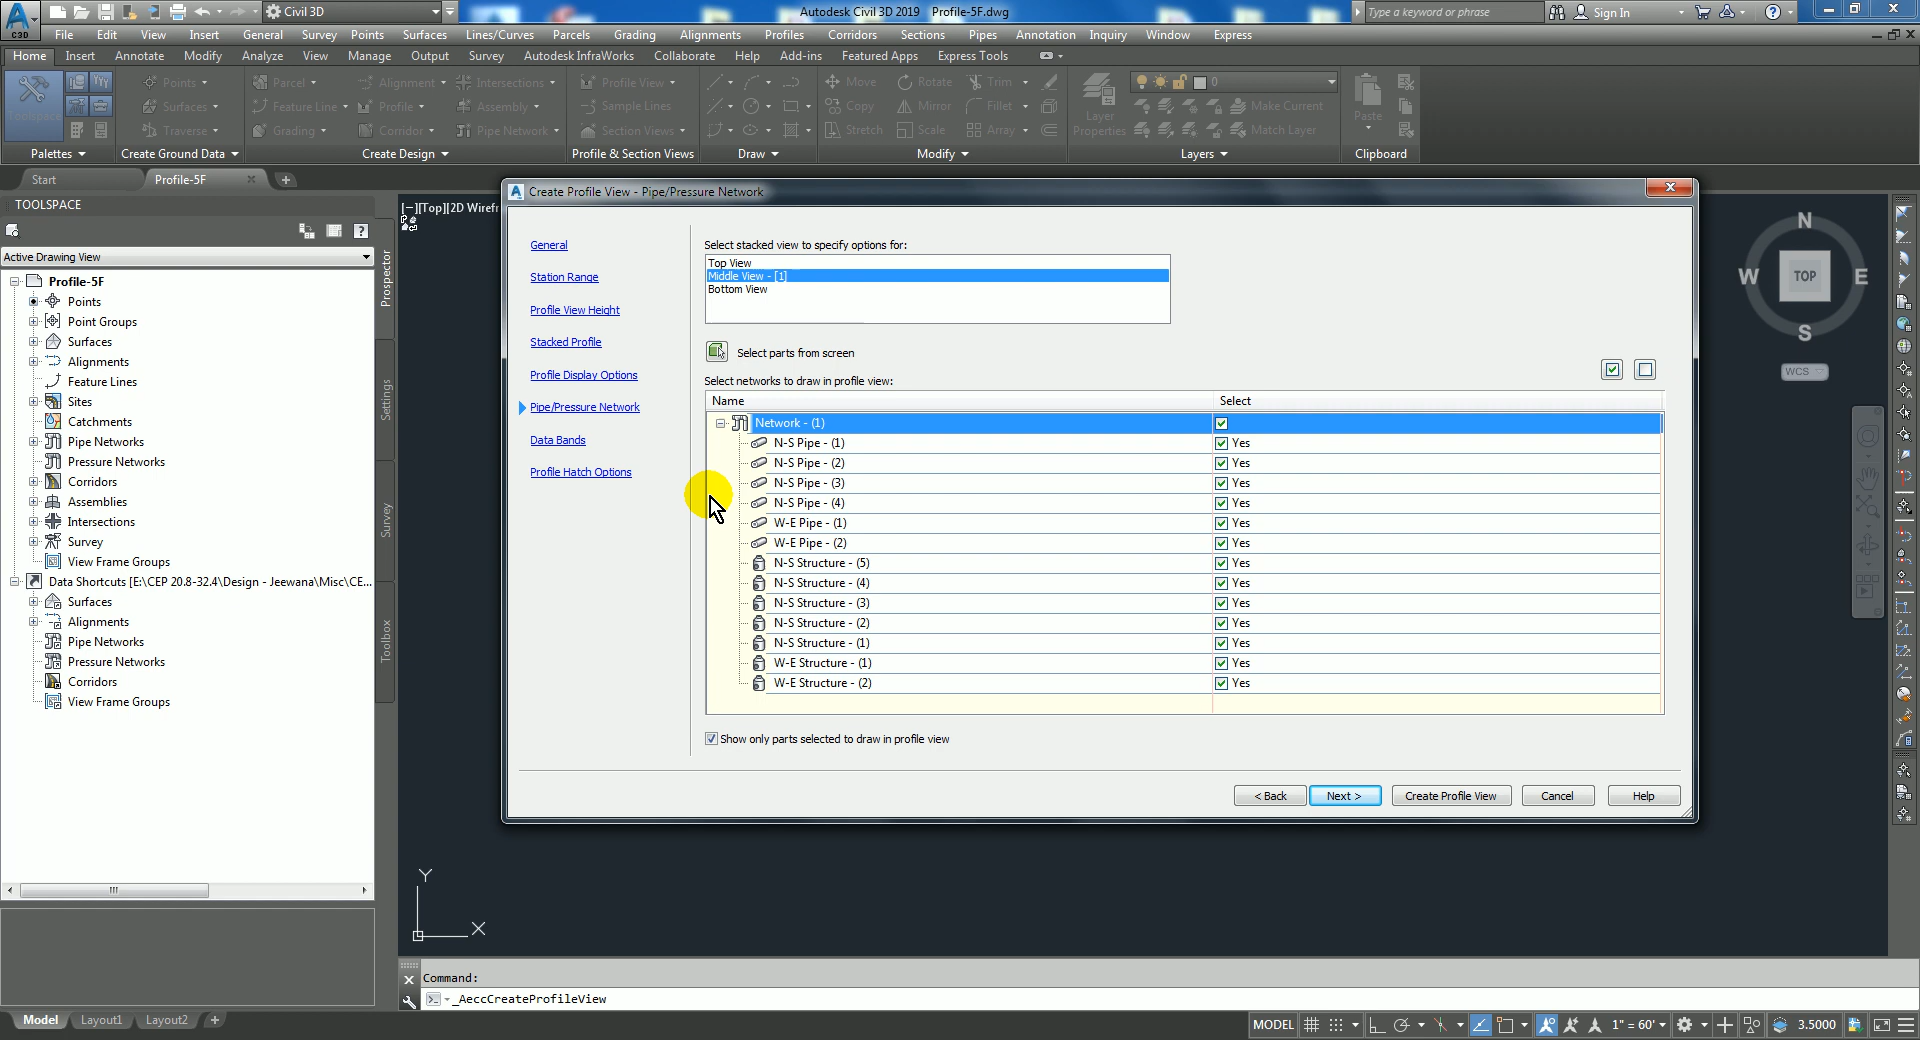 C3D
Civil 3D
Autodesk Civil 3D 2019 Profile-5F.dwg
Type a keyword or phrase
Sign In
File Edit View Insert General Survey Points Surfaces Lines/Curves Parcels Grading Alignments Profiles Corridors Sections Pipes Annotation Inquiry Window Express
Home Insert Annotate Modify Analyze View Manage Output Survey Autodesk InfraWorks Collaborate Help Add-ins Featured Apps Express Tools
Toolspace
Points
Surfaces
Traverse
Parcel
Feature Line
Grading
Alignment
Profile
Corridor
Intersections
Assembly
Pipe Network
Profile View
Sample Lines
Section Views
Move Rotate Trim
Copy Mirror Fillet
Stretch Scale Array
Layer
Properties
0
Make Current
Match Layer
Paste
Palettes Create Ground Data Create Design Profile & Section Views Draw Modify Layers Clipboard
Start Profile-5F
TOOLSPACE
Active Drawing View
Profile-5F
Points
Point Groups
Surfaces
Alignments
Feature Lines
Sites
Catchments
Pipe Networks
Pressure Networks
Corridors
Assemblies
Intersections
Survey
View Frame Groups
Data Shortcuts [E:\CEP 20.8-32.4\Design - Jeewana\Misc\CE...
Surfaces
Alignments
Pipe Networks
Pressure Networks
Corridors
View Frame Groups
Prospector
Settings
Survey
Toolbox
[−][Top][2D Wirefr
Create Profile View - Pipe/Pressure Network
General
Station Range
Profile View Height
Stacked Profile
Profile Display Options
Pipe/Pressure Network
Data Bands
Profile Hatch Options
Select stacked view to specify options for:
Top View
Middle View - [1]
Bottom View
Select parts from screen
Select networks to draw in profile view:
Name Select
Network - (1)
N-S Pipe - (1) Yes
N-S Pipe - (2) Yes
N-S Pipe - (3) Yes
N-S Pipe - (4) Yes
W-E Pipe - (1) Yes
W-E Pipe - (2) Yes
N-S Structure - (5) Yes
N-S Structure - (4) Yes
N-S Structure - (3) Yes
N-S Structure - (2) Yes
N-S Structure - (1) Yes
W-E Structure - (1) Yes
W-E Structure - (2) Yes
Show only parts selected to draw in profile view
< Back Next > Create Profile View Cancel Help
N
W TOP E
S
WCS
Y
X
Command:
_AeccCreateProfileView
Model Layout1 Layout2
MODEL 1" = 60' 3.5000